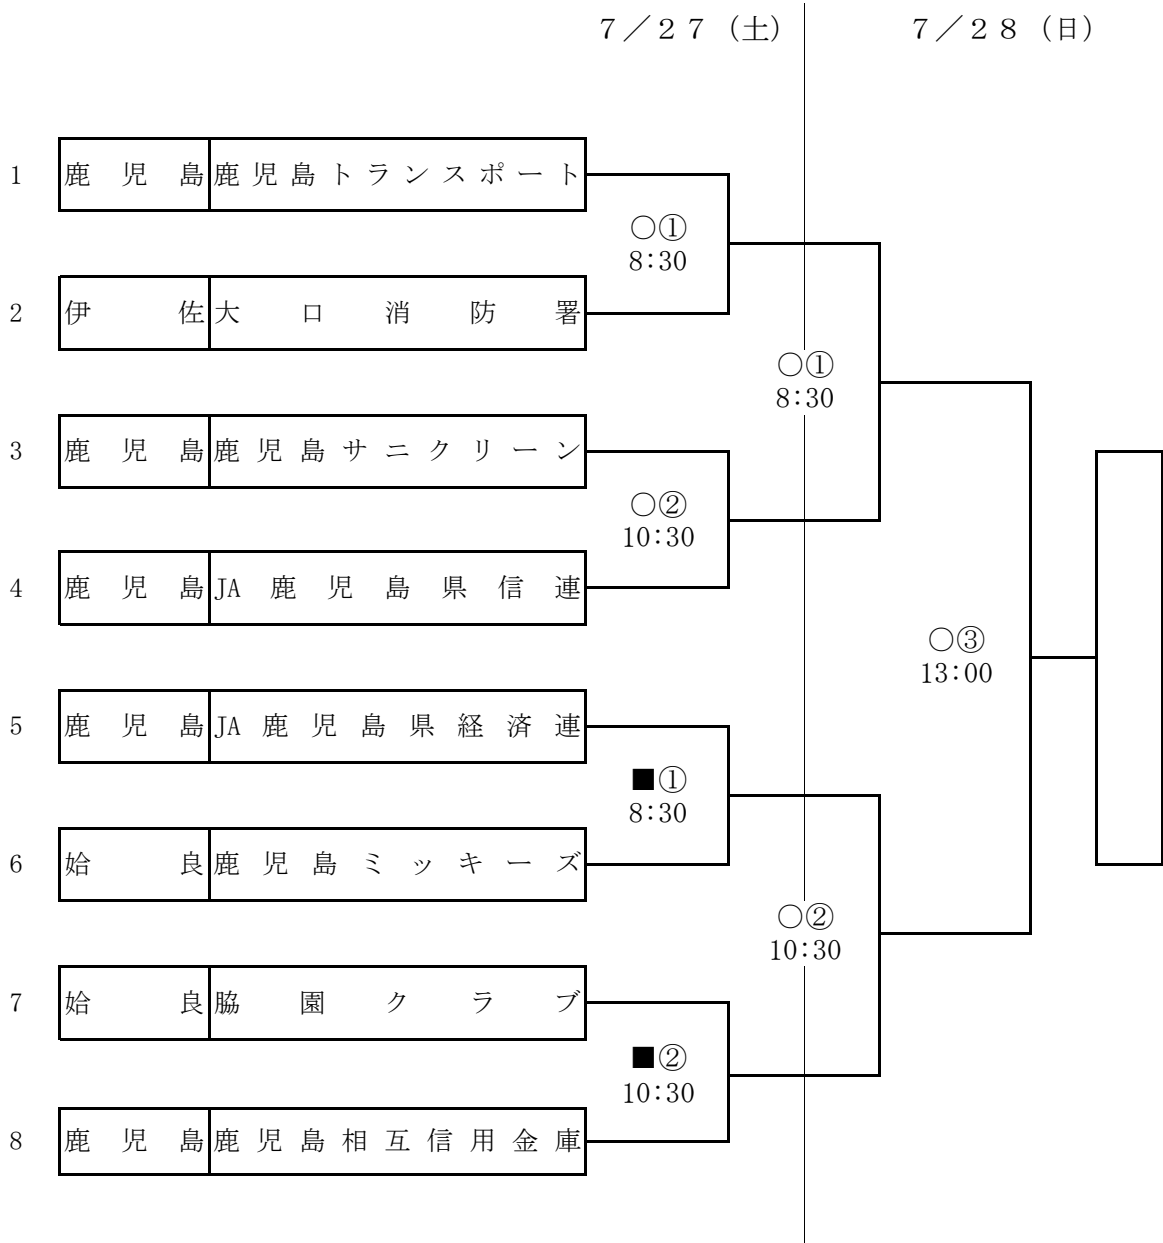 ７／２７（土） ７／２８（日）
1 鹿児島 鹿児島トランスポート
○①
8:30
2 伊佐 大口消防署
○①
8:30
3 鹿児島 鹿児島サニクリーン
○②
10:30
4 鹿児島 JA鹿児島県信連
○③
13:00
5 鹿児島 JA鹿児島県経済連
■①
8:30
6 姶良 鹿児島ミッキーズ
○②
10:30
7 姶良 脇園クラブ
■②
10:30
8 鹿児島 鹿児島相互信用金庫